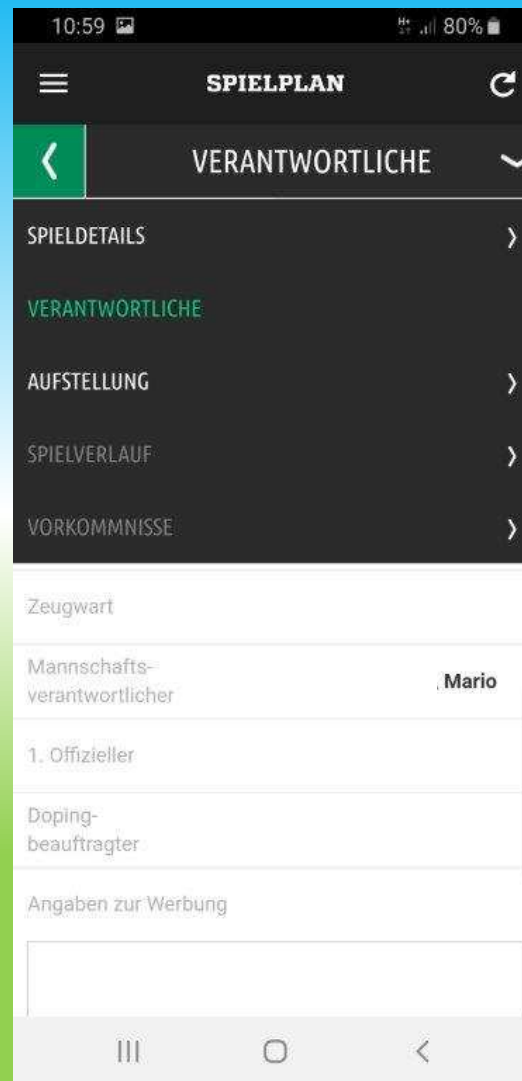 10:59 80%
SPIELPLAN
VERANTWORTLICHE
SPIELDETAILS
VERANTWORTLICHE
AUFSTELLUNG
SPIELVERLAUF
VORKOMMNISSE
Zeugwart
Mannschafts-
verantwortlicher , Mario
1. Offizieller
Doping-
beauftragter
Angaben zur Werbung